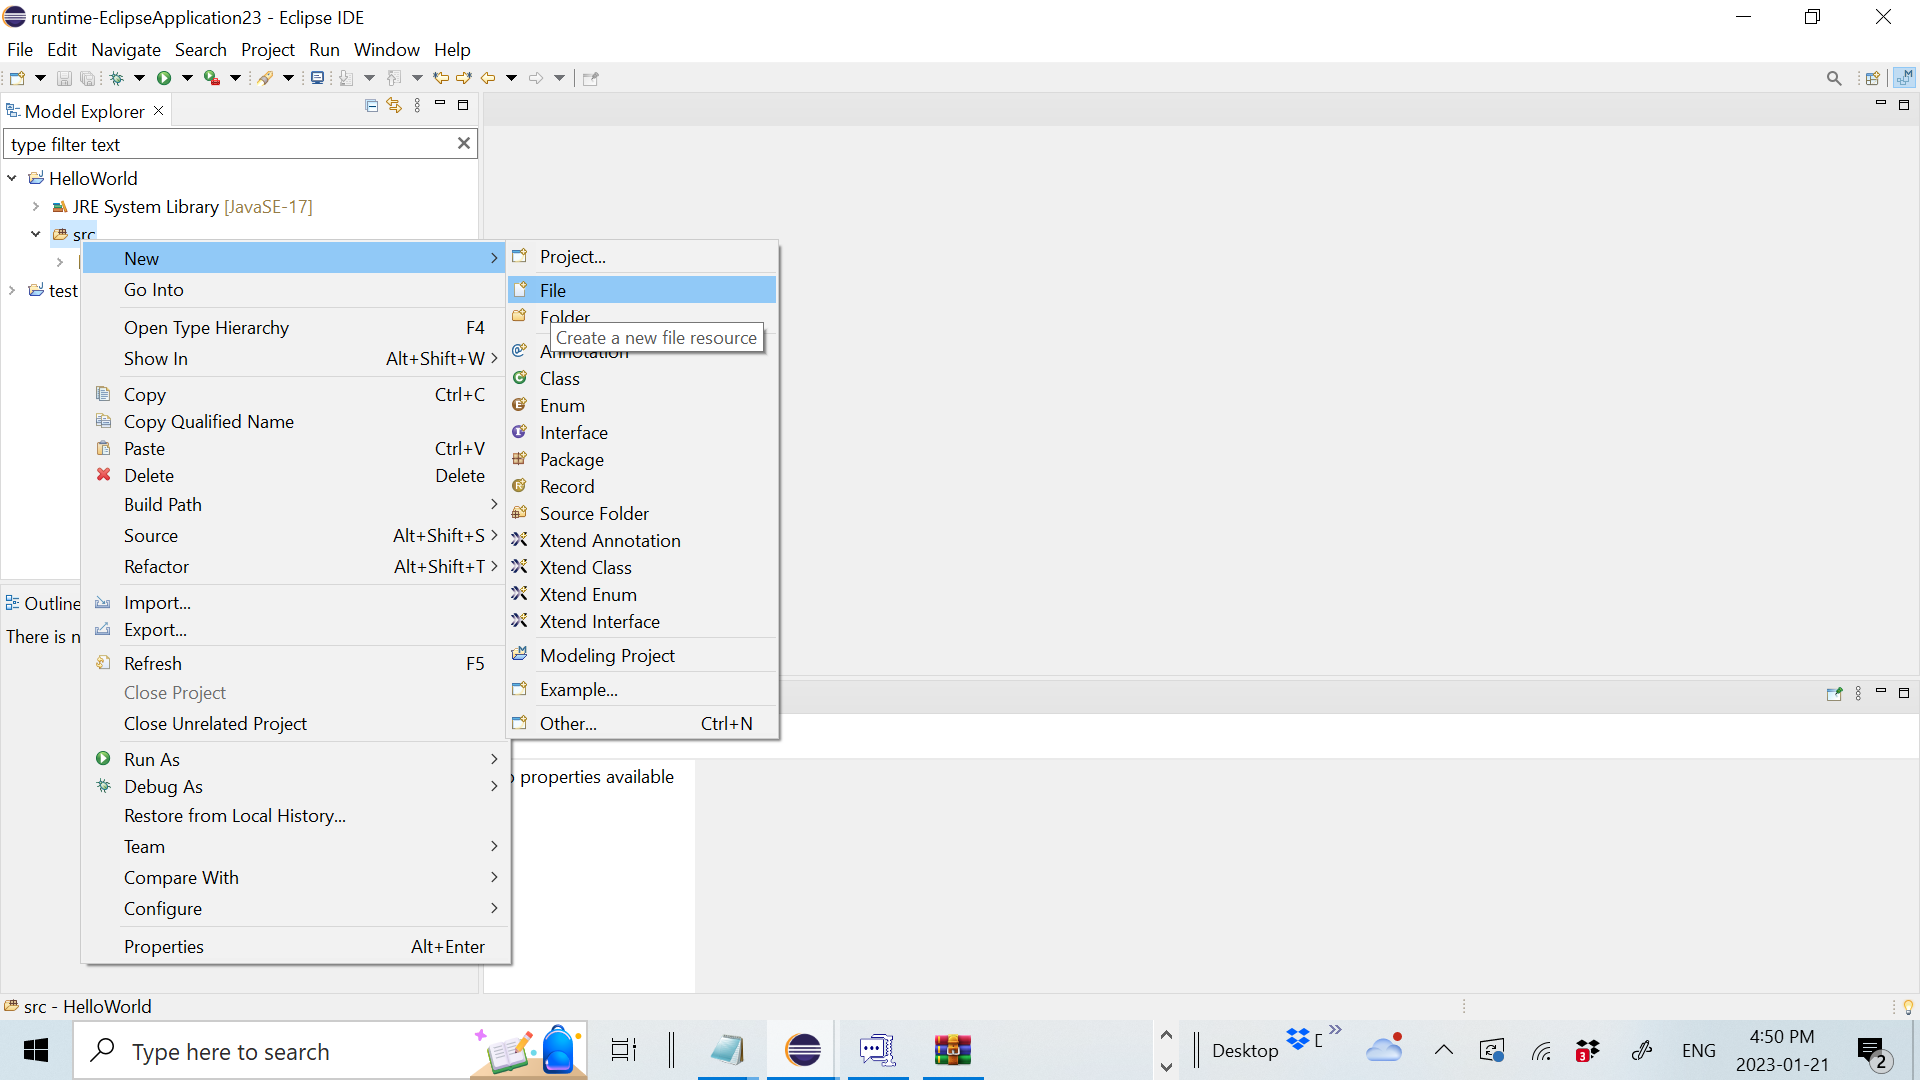 runtime-EclipseApplication23 - Eclipse IDE
File Edit Navigate Search Project Run Window Help
Model Explorer
type filter text
HelloWorld
JRE System Library [JavaSE-17]
src
test
New
Go Into
Open Type Hierarchy F4
Show In Alt+Shift+W
Copy Ctrl+C
Copy Qualified Name
Paste Ctrl+V
Delete Delete
Build Path
Source Alt+Shift+S
Refactor Alt+Shift+T
Import...
Export...
Refresh F5
Close Project
Close Unrelated Project
Run As
Debug As
Restore from Local History...
Team
Compare With
Configure
Properties Alt+Enter
Project...
File
Folder
Create a new file resource
Annotation
Class
Enum
Interface
Package
Record
Source Folder
Xtend Annotation
Xtend Class
Xtend Enum
Xtend Interface
Modeling Project
Example...
Other... Ctrl+N
Outline
There is n
properties available
src - HelloWorld
Type here to search
Desktop
3
ENG
4:50 PM
2023-01-21
2